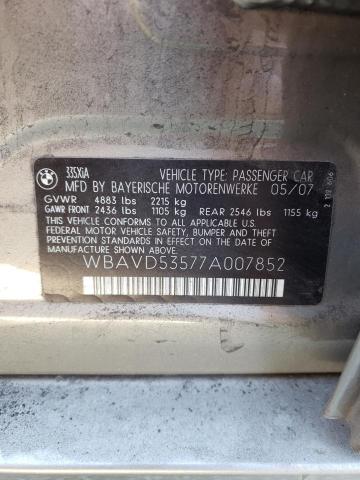 335XiA
VEHICLE TYPE: PASSENGER CAR
MFD BY BAYERISCHE MOTORENWERKE 05/07
GVWR 4883 lbs 2215 kg
GAWR FRONT 2436 lbs 1105 kg REAR 2546 lbs 1155 kg
THIS VEHICLE CONFORMS TO ALL APPLICABLE U.S.
FEDERAL MOTOR VEHICLE SAFETY, BUMPER AND THEFT
PREVENTION STANDARDS IN EFFECT ON THE DATE
OF MANUFACTURE SHOWN ABOVE.
WBAVD53577A007852